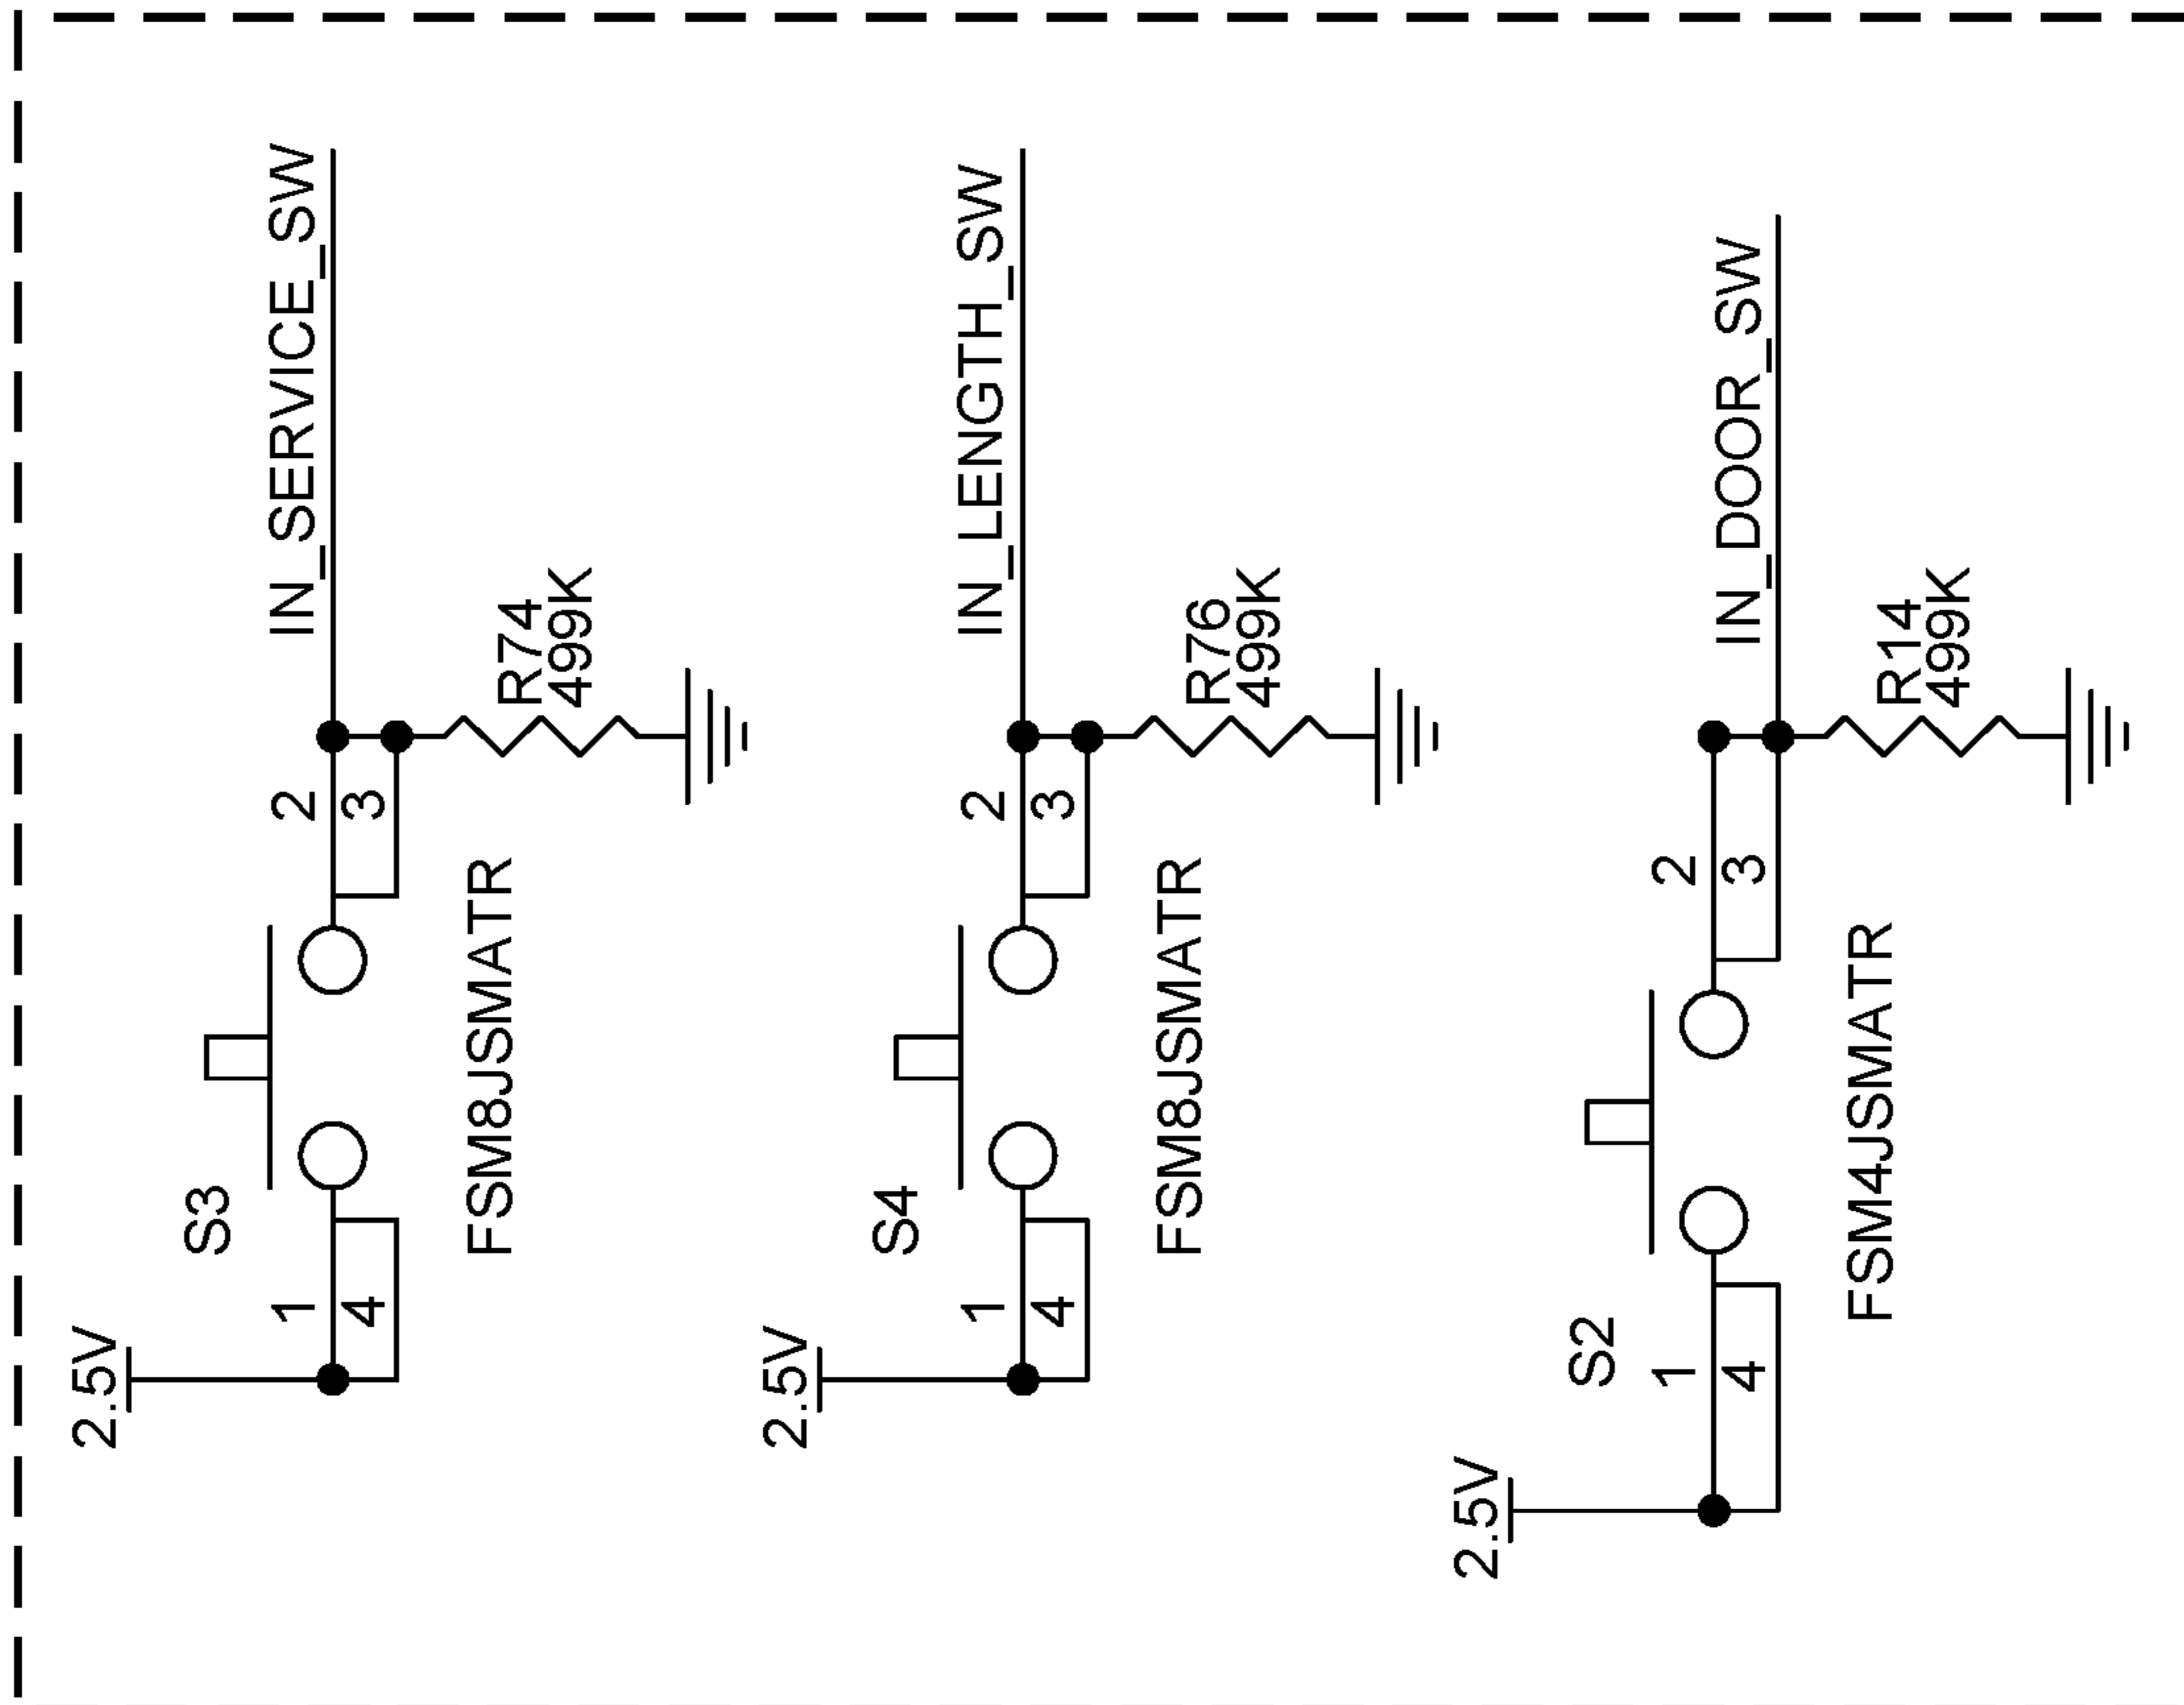 2.5V
S3
1
4
2
3
FSM8JSMATR
IN_SERVICE_SW
R74
499K
2.5V
S4
1
4
2
3
FSM8JSMATR
IN_LENGTH_SW
R76
499K
2.5V
S2
1
4
2
3
FSM4JSMATR
IN_DOOR_SW
R14
499K